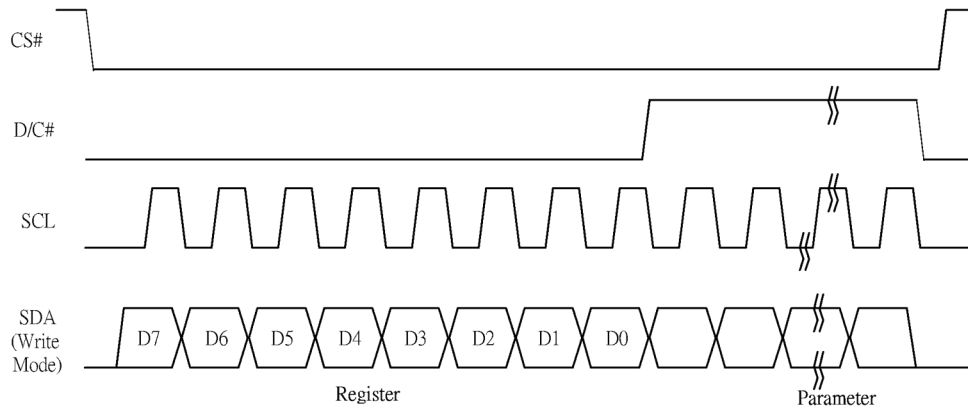 CS#
D/C#
SCL
SDA
(Write
Mode)
D7 D6 D5 D4 D3 D2 D1 D0
Register Parameter